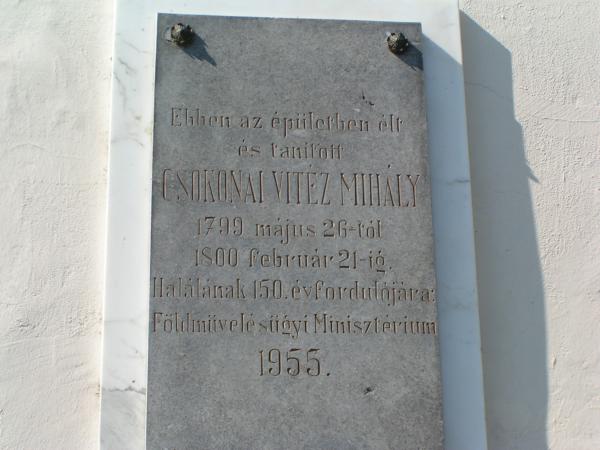 Ebben az épületben élt
és tanított
CSOKONAI VITÉZ MIHÁLY
1799 május 26-tól
1800 február 21-ig.
Halálának 150. évfordulójára:
Földművelésügyi Minisztérium
1955.